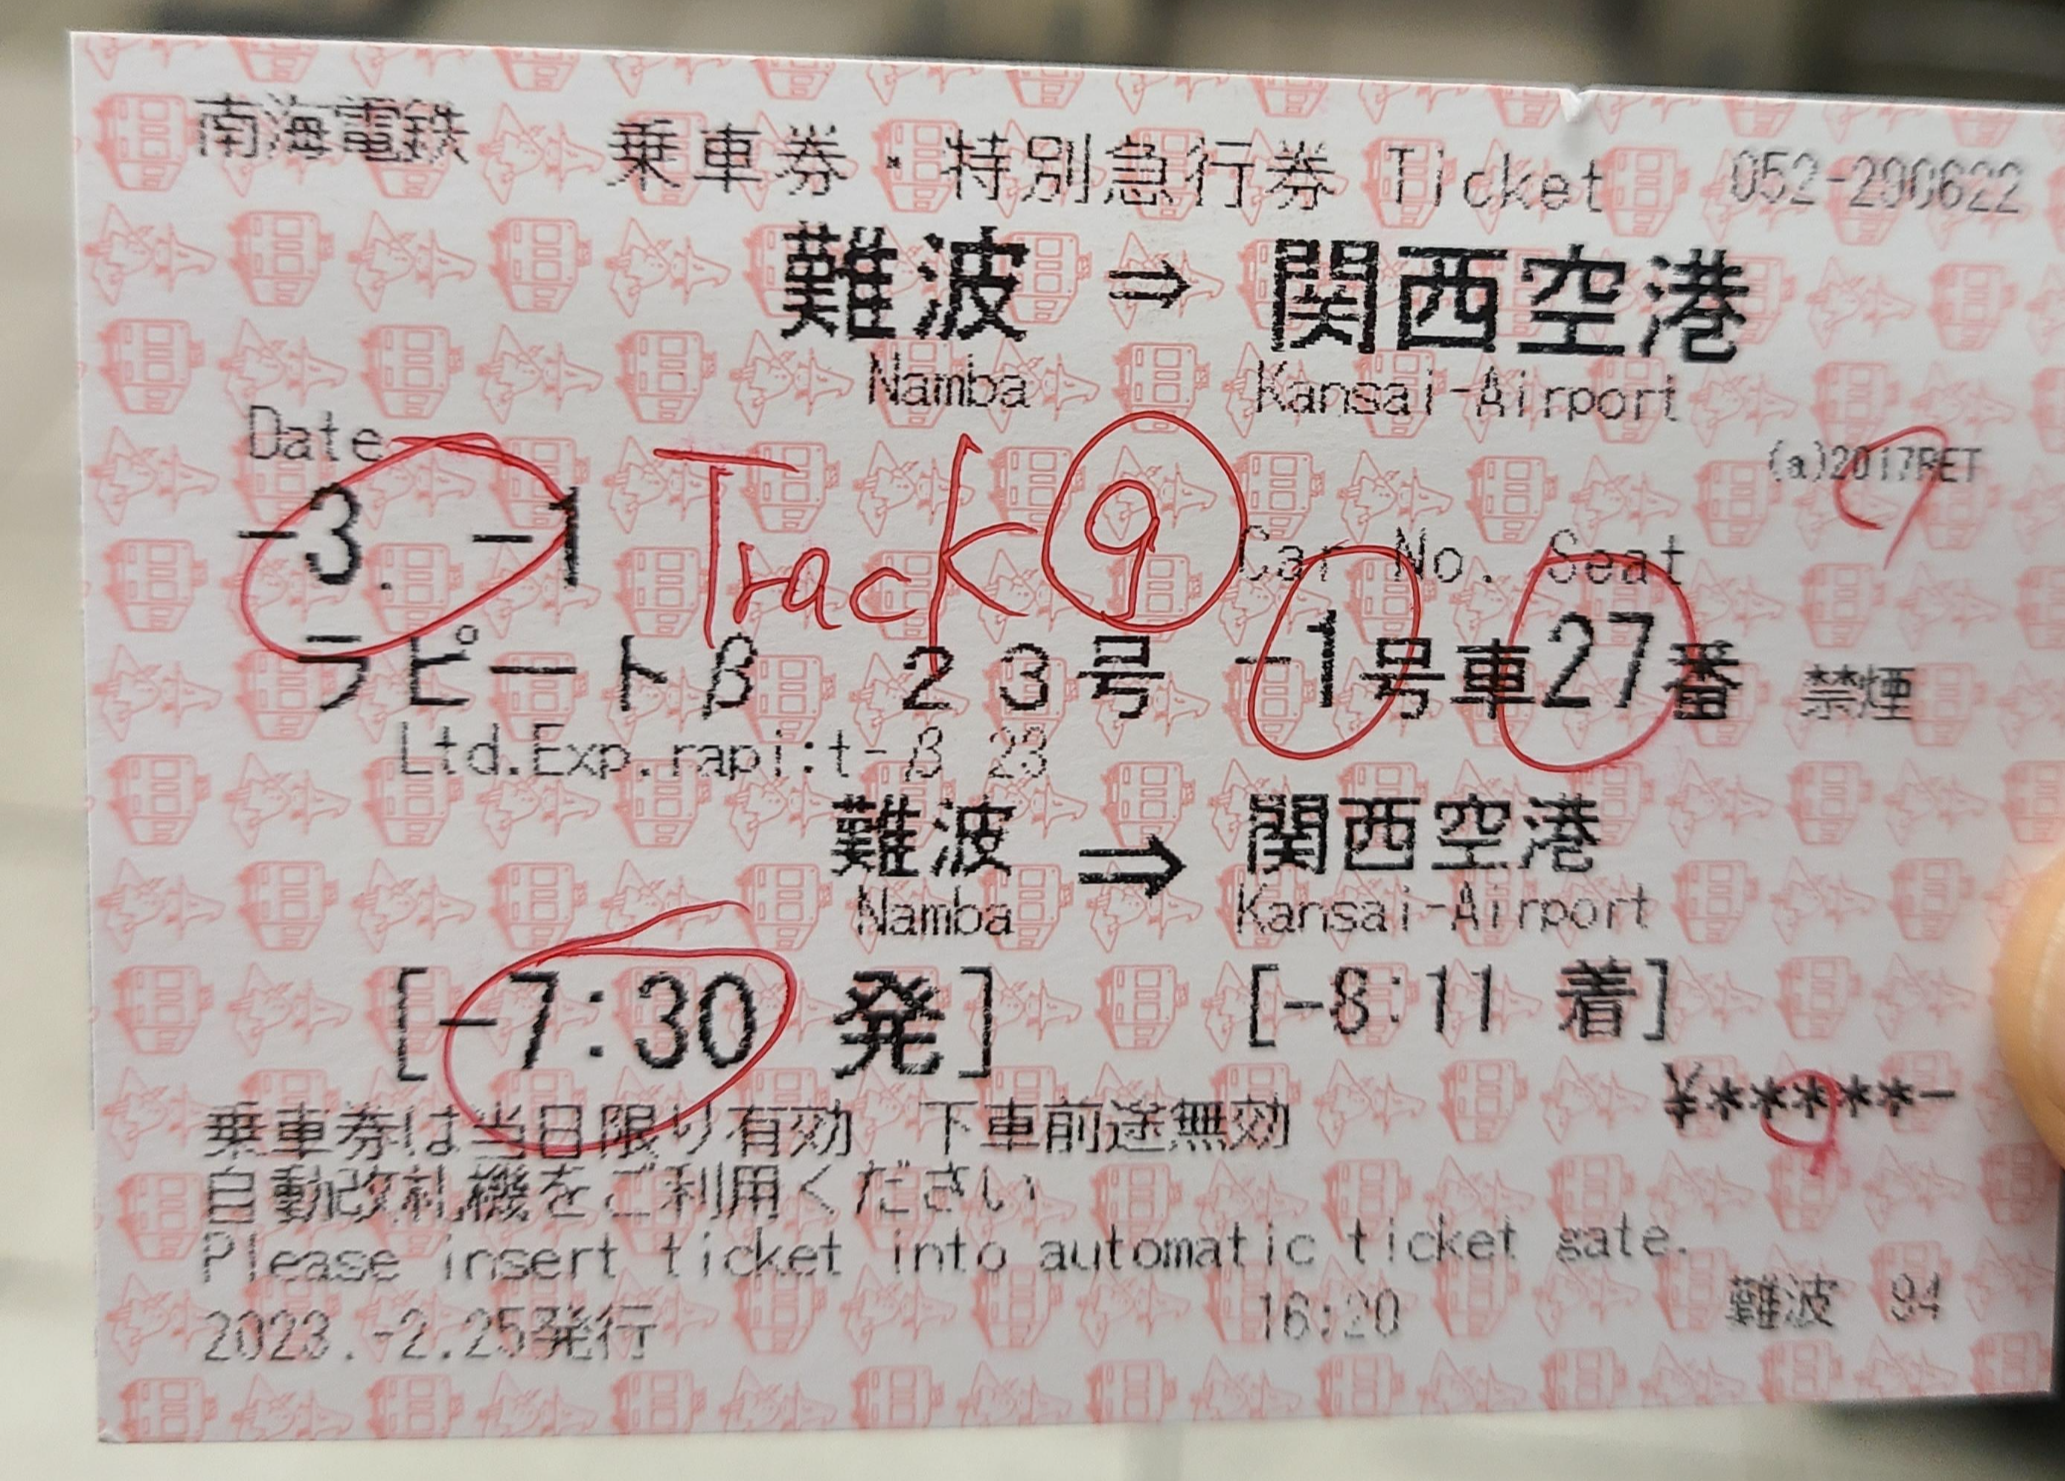 南海電鉄 乗車券・特別急行券 Ticket 052-200622
難波 ⇒ 関西空港
Namba Kansai-Airport
Date
(a)2017RET
-3. -1 Track 9 Car No. Seat
ラピートβ 23号 -1号車27番 禁煙
Ltd.Exp.rapi:t-β 23
難波 ⇒ 関西空港
Namba Kansai-Airport
[-7:30 発] [-8:11 着]
¥*****-
乗車券は当日限り有効 下車前途無効
自動改札機をご利用ください
Please insert ticket into automatic ticket gate.
2023.-2.25発行 16:20 難波 94